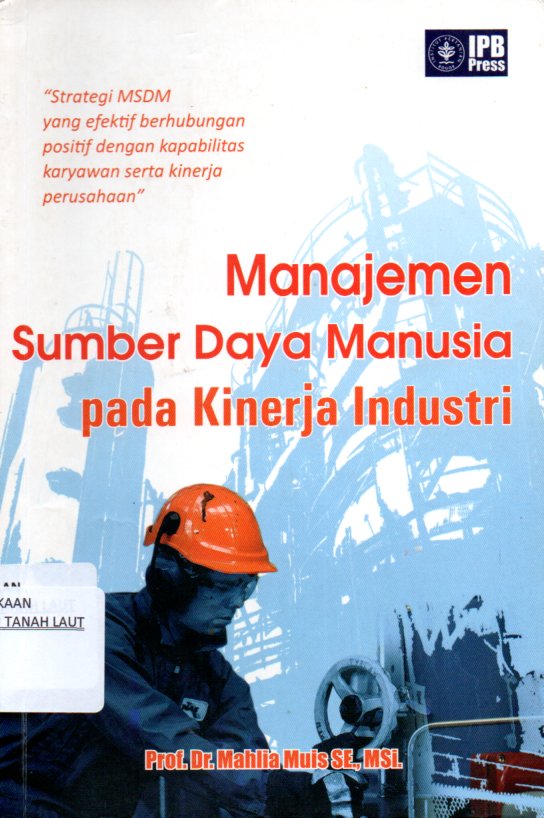 IPB
Press
"Strategi MSDM
yang efektif berhubungan
positif dengan kapabilitas
karyawan serta kinerja
perusahaan"
Manajemen
Sumber Daya Manusia
pada Kinerja Industri
KAAN
TANAH LAUT
Prof. Dr. Mahlia Muis SE., MSi.